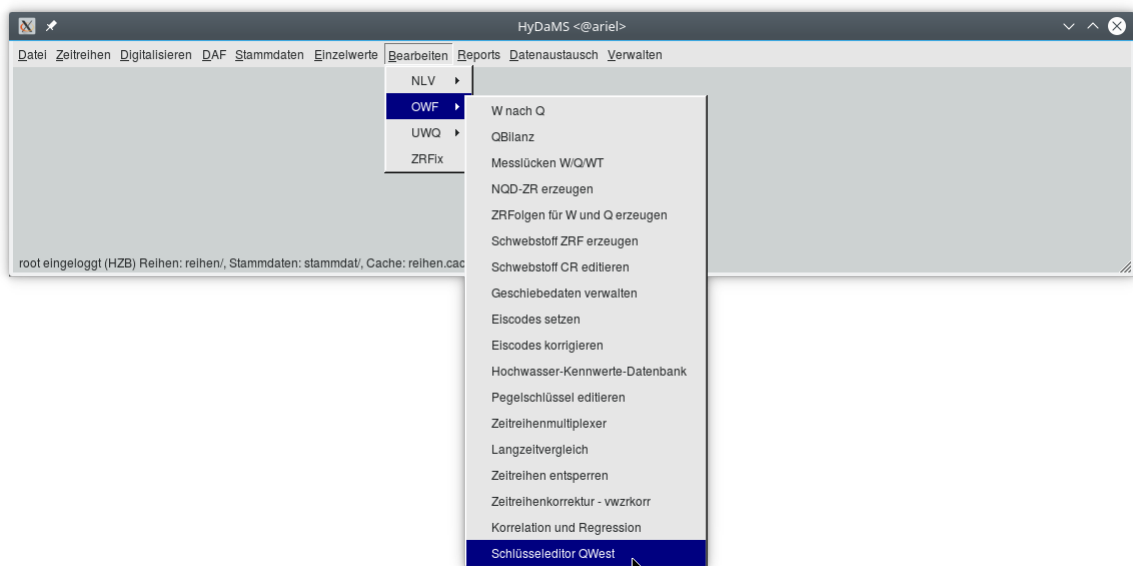 HyDaMS <@ariel>
Datei Zeitreihen Digitalisieren DAF Stammdaten Einzelwerte Bearbeiten Reports Datenaustausch Verwalten
NLV
OWF
UWQ
ZRFix
W nach Q
QBilanz
Messlücken W/Q/WT
NQD-ZR erzeugen
ZRFolgen für W und Q erzeugen
Schwebstoff ZRF erzeugen
Schwebstoff CR editieren
Geschiebedaten verwalten
Eiscodes setzen
Eiscodes korrigieren
Hochwasser-Kennwerte-Datenbank
Pegelschlüssel editieren
Zeitreihenmultiplexer
Langzeitvergleich
Zeitreihen entsperren
Zeitreihenkorrektur - vwzrkorr
Korrelation und Regression
Schlüsseleditor QWest
root eingeloggt (HZB) Reihen: reihen/, Stammdaten: stammdat/, Cache: reihen.cac